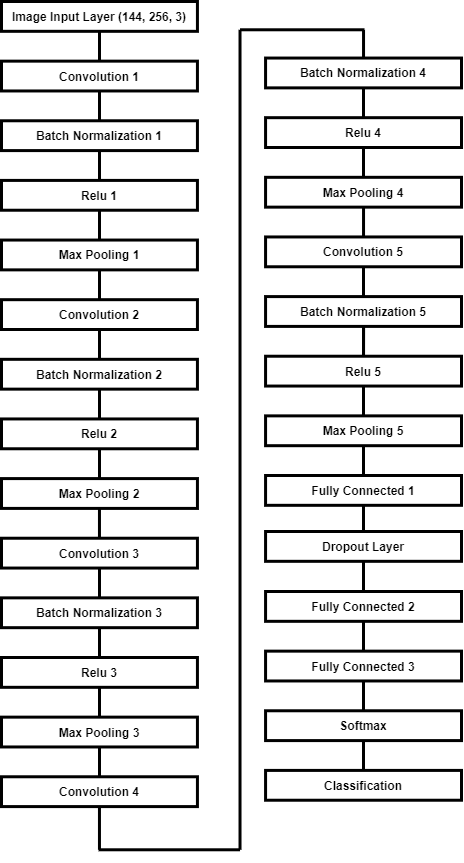 Image Input Layer (144, 256, 3)
Convolution 1
Batch Normalization 1
Relu 1
Max Pooling 1
Convolution 2
Batch Normalization 2
Relu 2
Max Pooling 2
Convolution 3
Batch Normalization 3
Relu 3
Max Pooling 3
Convolution 4
Batch Normalization 4
Relu 4
Max Pooling 4
Convolution 5
Batch Normalization 5
Relu 5
Max Pooling 5
Fully Connected 1
Dropout Layer
Fully Connected 2
Fully Connected 3
Softmax
Classification